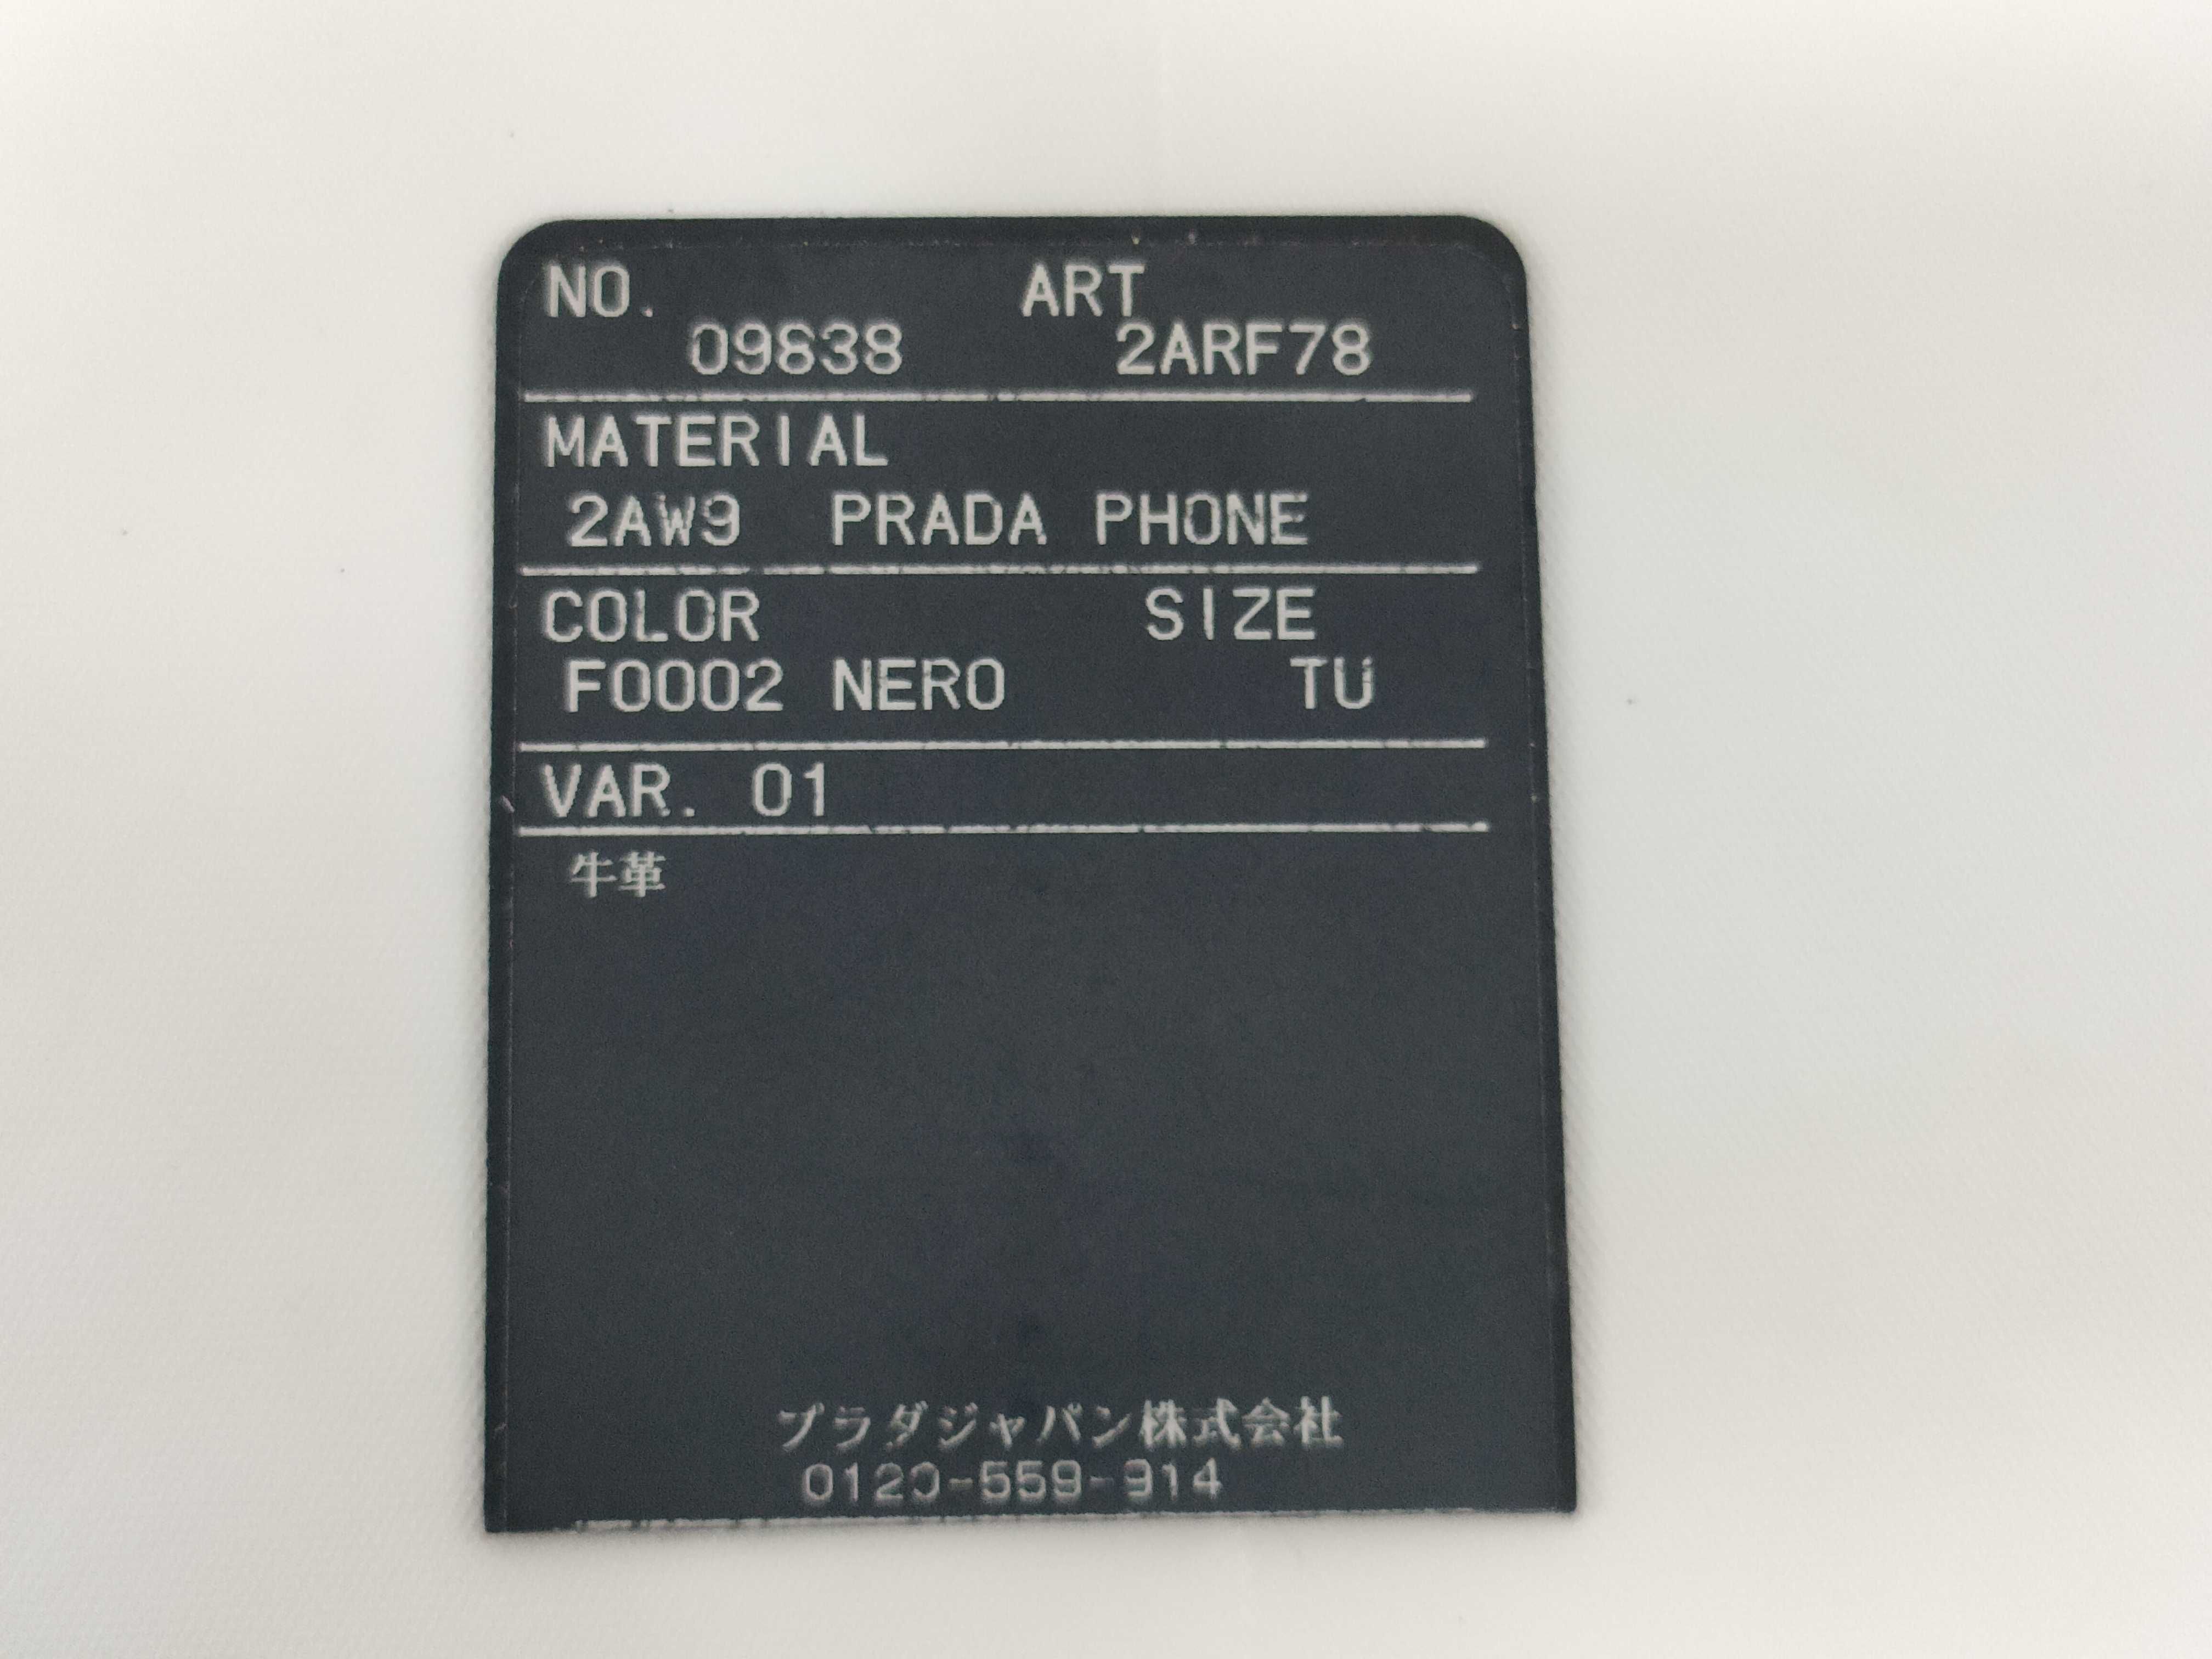 NO. ART
09838 2ARF78
MATERIAL
2AW9 PRADA PHONE
COLOR SIZE
F0002 NERO TU
VAR. 01
牛革
プラダジャパン株式会社
0120-559-914